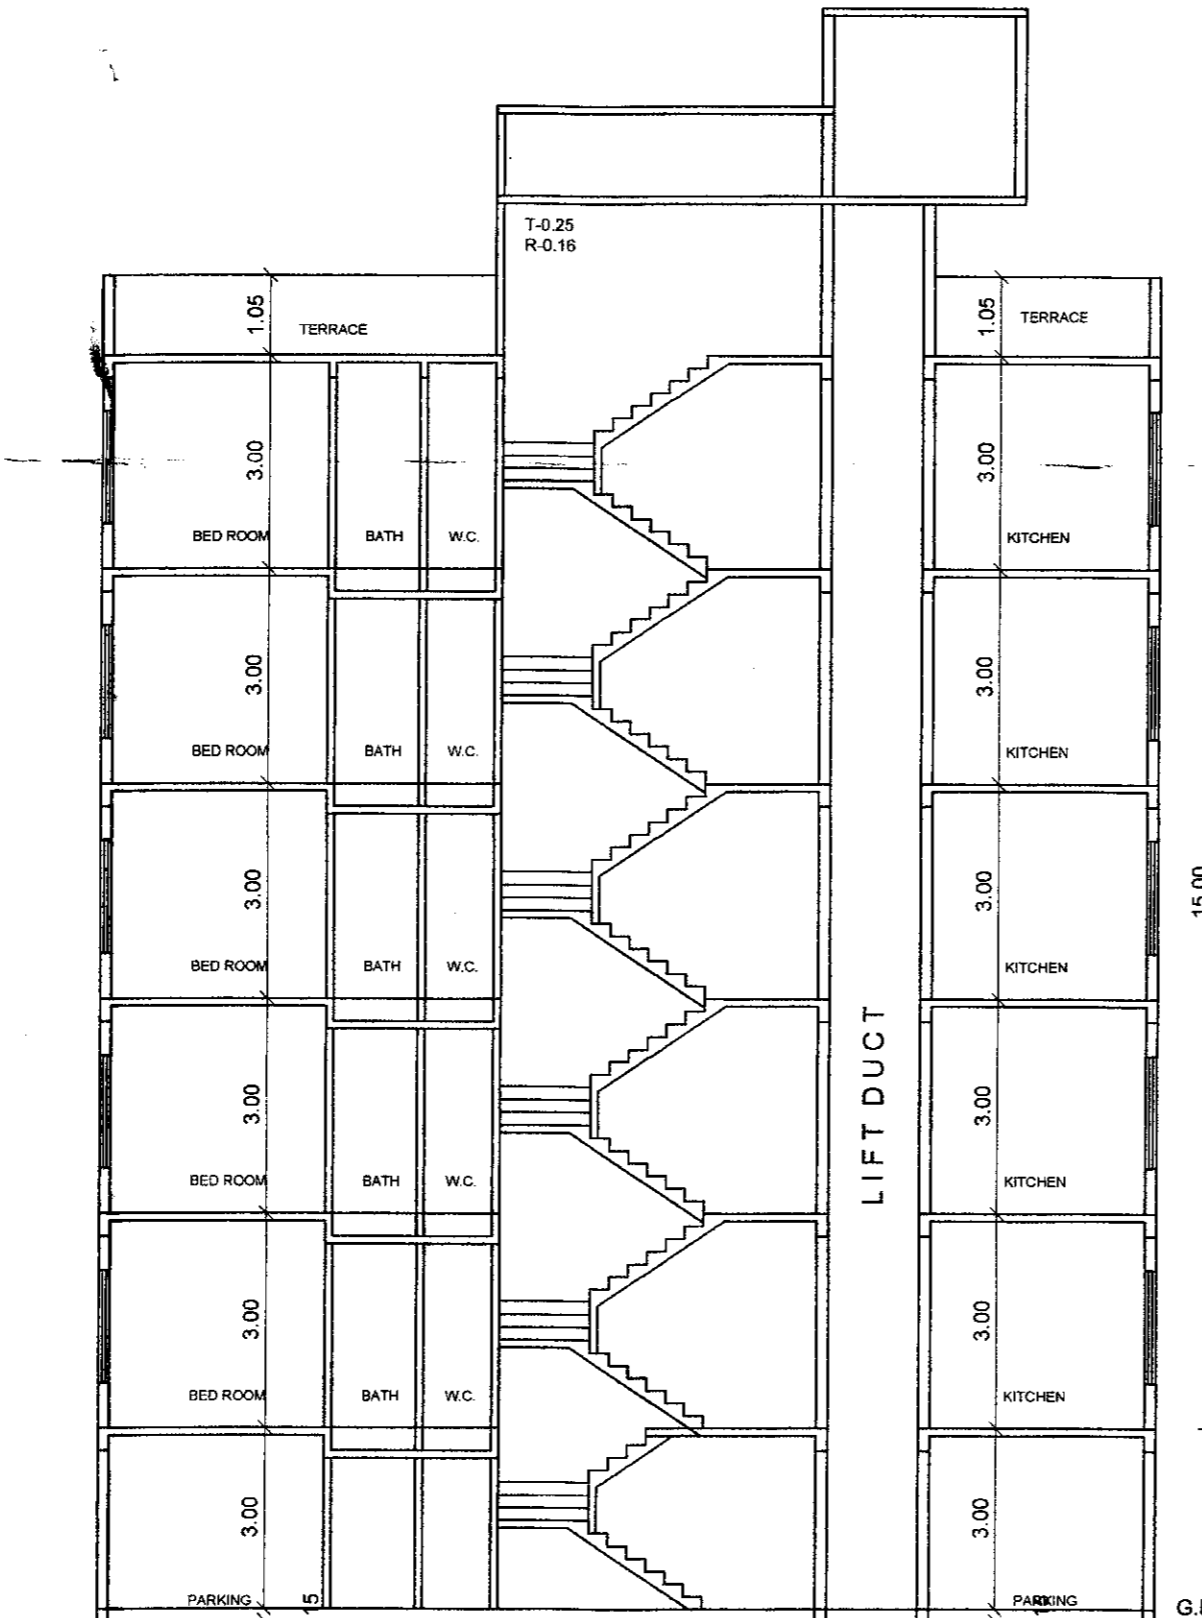 T-0.25
R-0.16
1.05
TERRACE
1.05
TERRACE
3.00
3.00
BED ROOM
BATH
W.C.
KITCHEN
3.00
3.00
BED ROOM
BATH
W.C.
KITCHEN
3.00
3.00
15.00
BED ROOM
BATH
W.C.
KITCHEN
LIFT DUCT
3.00
3.00
BED ROOM
BATH
W.C.
KITCHEN
3.00
3.00
BED ROOM
BATH
W.C.
KITCHEN
3.00
3.00
PARKING
PARKING